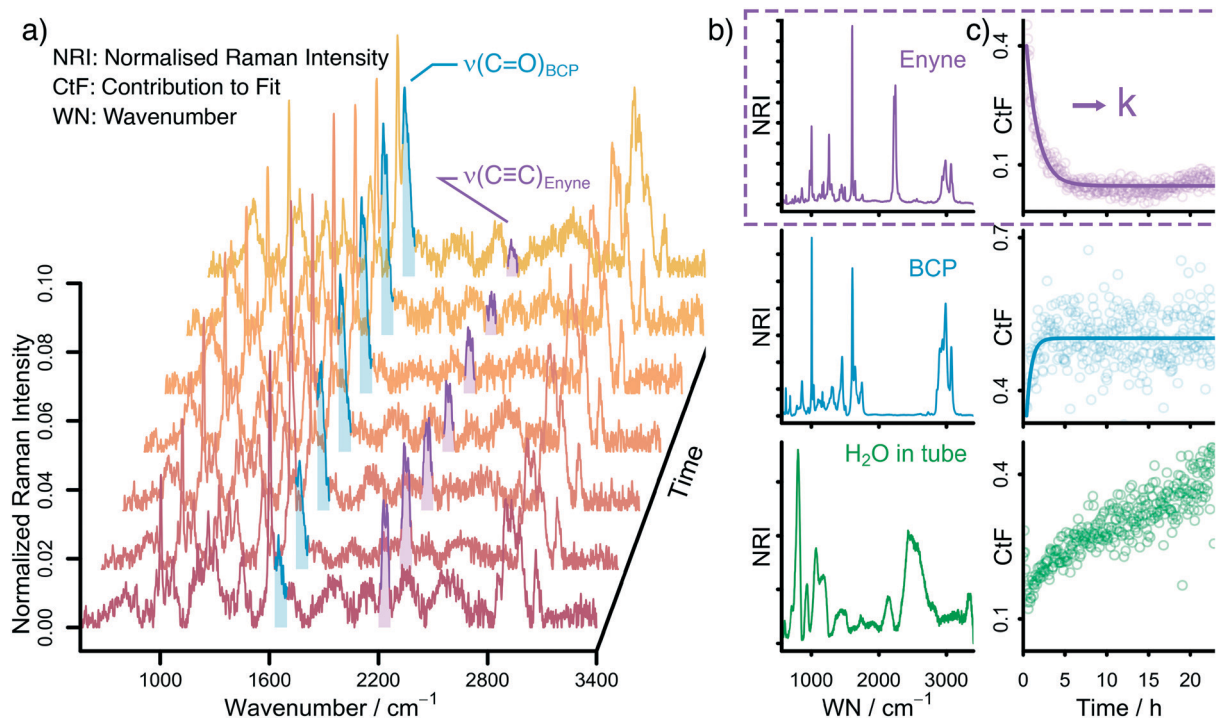 a)
NRI: Normalised Raman Intensity
CtF: Contribution to Fit
WN: Wavenumber
ν(C=O)BCP
ν(C≡C)Enyne
Normalized Raman Intensity
0.10
0.08
0.06
0.04
0.02
0.00
1000 1600 2200 2800 3400
Wavenumber / cm⁻¹
Time
b)
NRI
Enyne
NRI
BCP
NRI
H₂O in tube
1000 2000 3000
WN / cm⁻¹
c)
CtF
0.4
0.1
→ k
CtF
0.7
0.4
CtF
0.4
0.1
0 5 10 15 20
Time / h